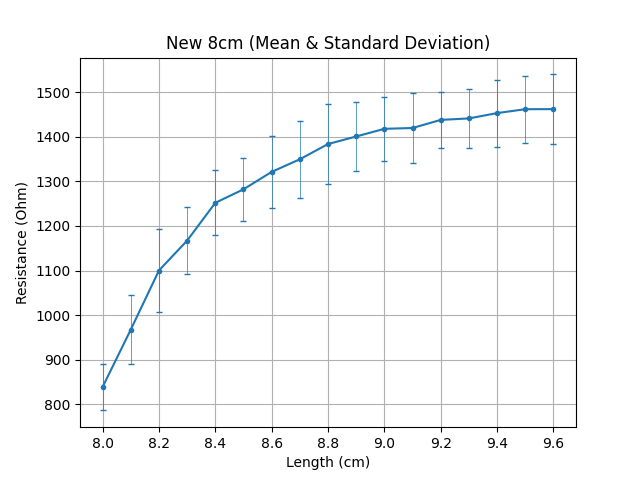 New 8cm (Mean & Standard Deviation)
Resistance (Ohm)
1500
1400
1300
1200
1100
1000
900
800
8.0 8.2 8.4 8.6 8.8 9.0 9.2 9.4 9.6
Length (cm)